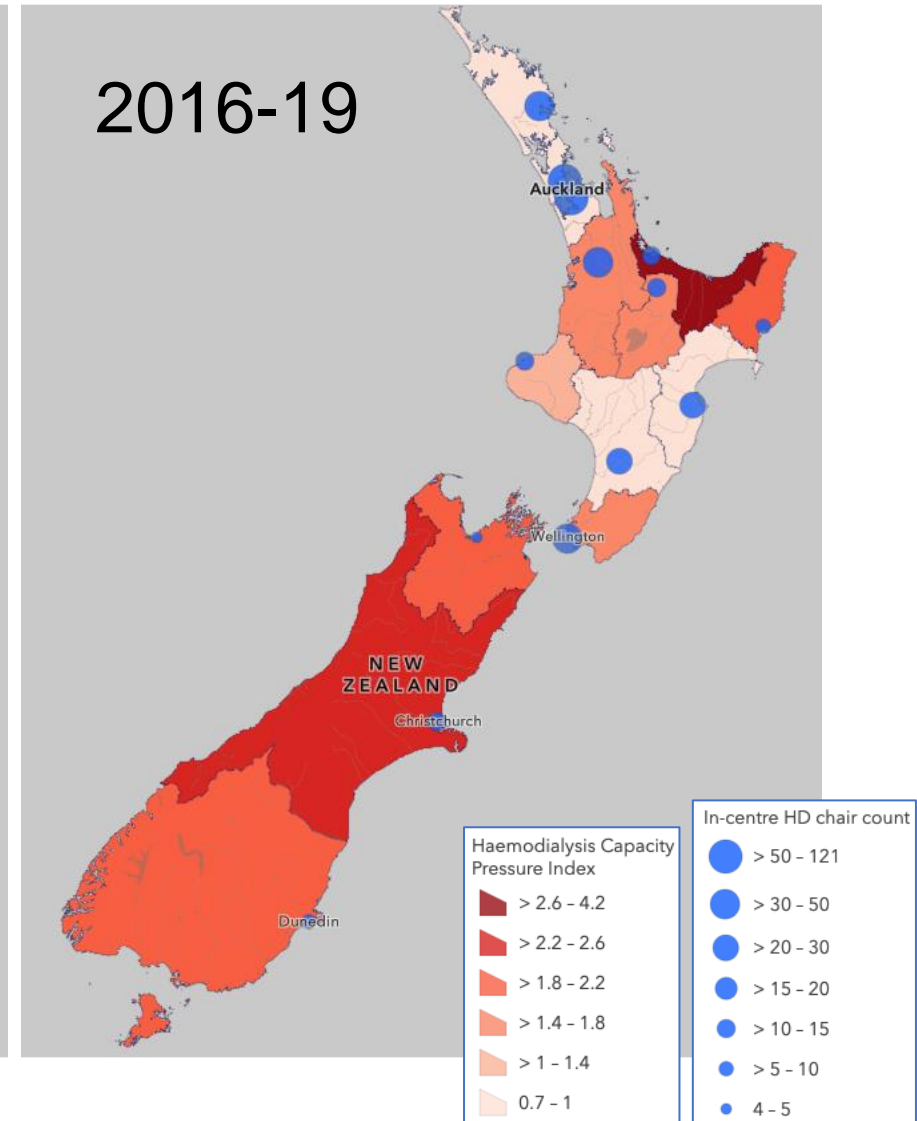 2016-19
Auckland
Wellington
NEW
ZEALAND
Christchurch
Dunedin
Haemodialysis Capacity
Pressure Index
> 2.6 – 4.2
> 2.2 – 2.6
> 1.8 – 2.2
> 1.4 – 1.8
> 1 – 1.4
0.7 – 1
In-centre HD chair count
> 50 – 121
> 30 – 50
> 20 – 30
> 15 – 20
> 10 – 15
> 5 – 10
4 – 5